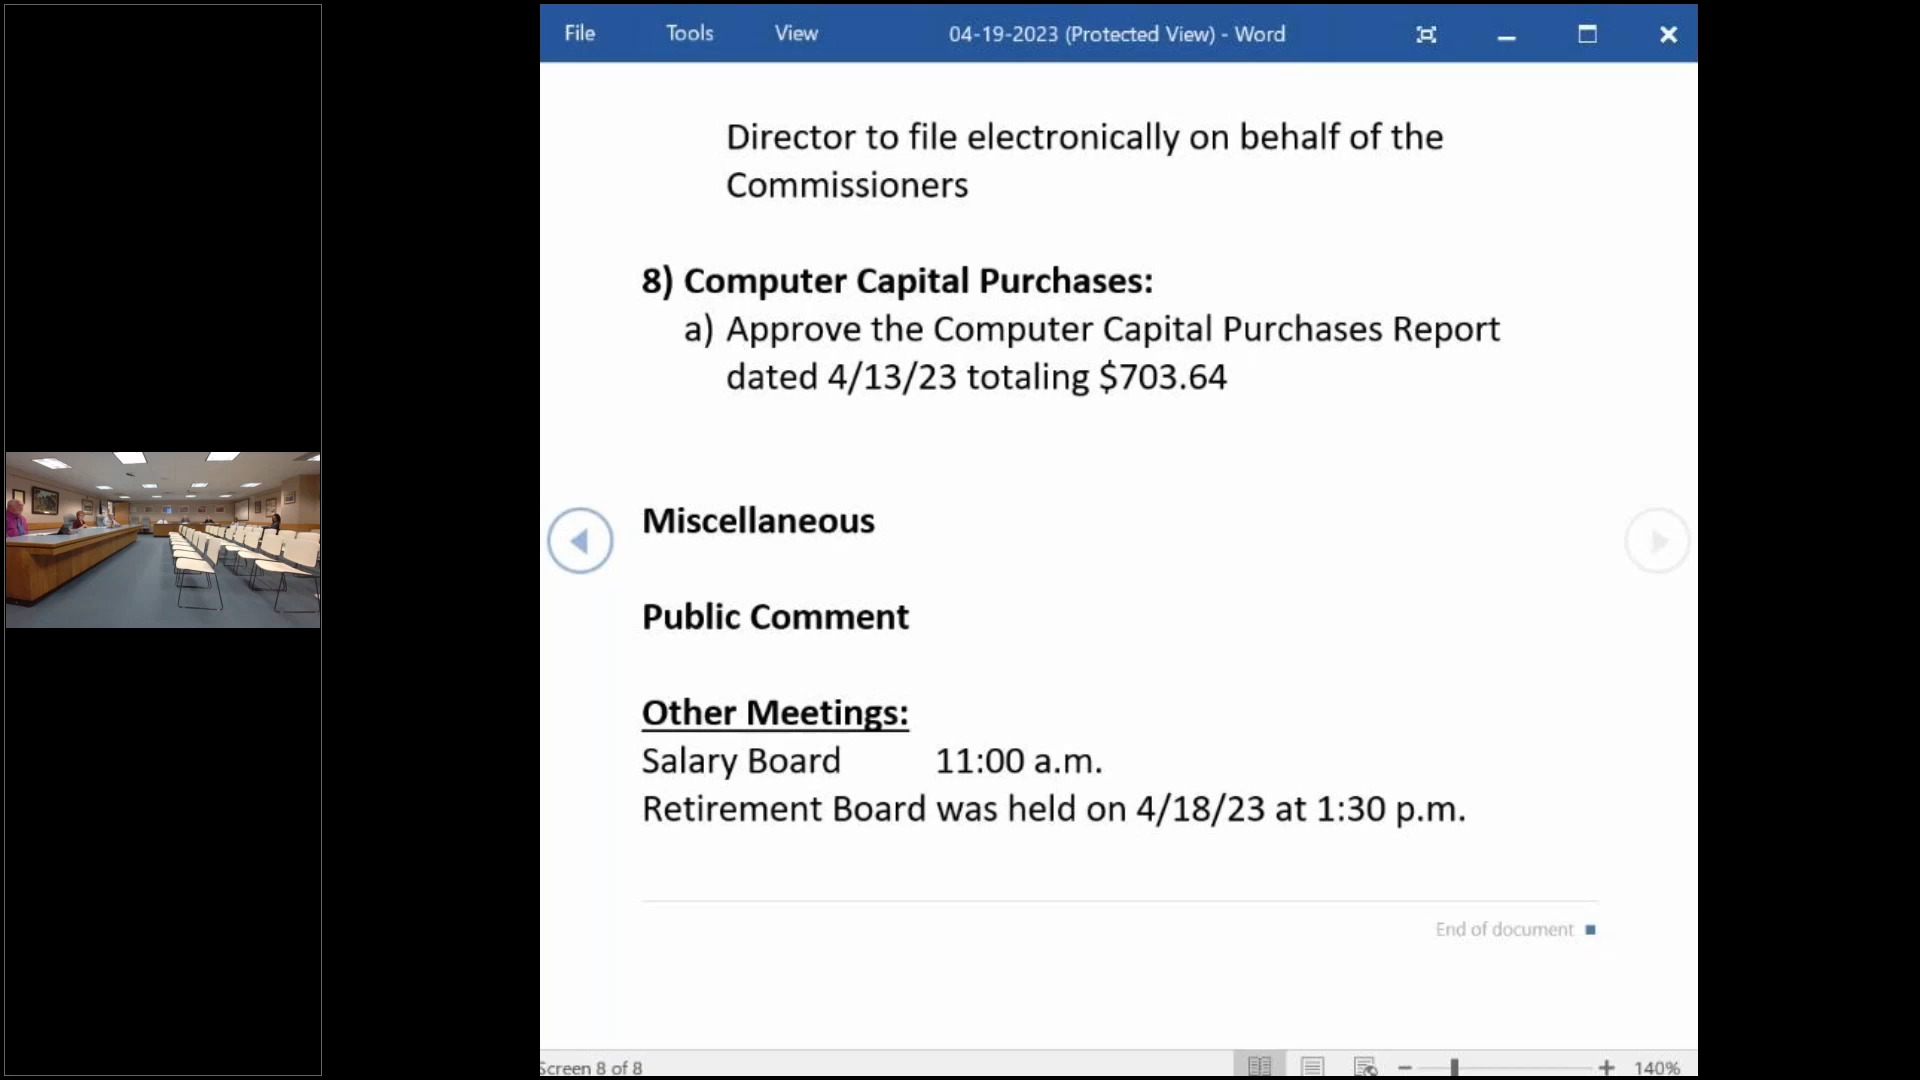 File Tools View 04-19-2023 (Protected View) - Word
Director to file electronically on behalf of the
Commissioners
8) Computer Capital Purchases:
a) Approve the Computer Capital Purchases Report
dated 4/13/23 totaling $703.64
Miscellaneous
Public Comment
Other Meetings:
Salary Board 11:00 a.m.
Retirement Board was held on 4/18/23 at 1:30 p.m.
End of document
Screen 8 of 8 140%